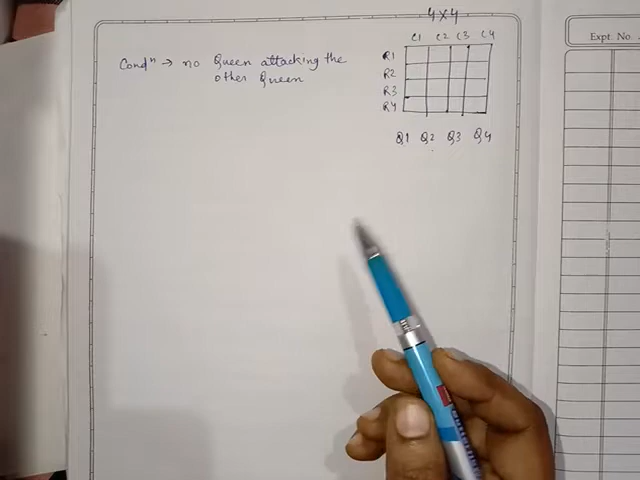 4x4
C1 C2 C3 C4
Condⁿ → no Queen attacking the
other Queen
R1
R2
R3
R4
Q1 Q2 Q3 Q4
Expt. No.